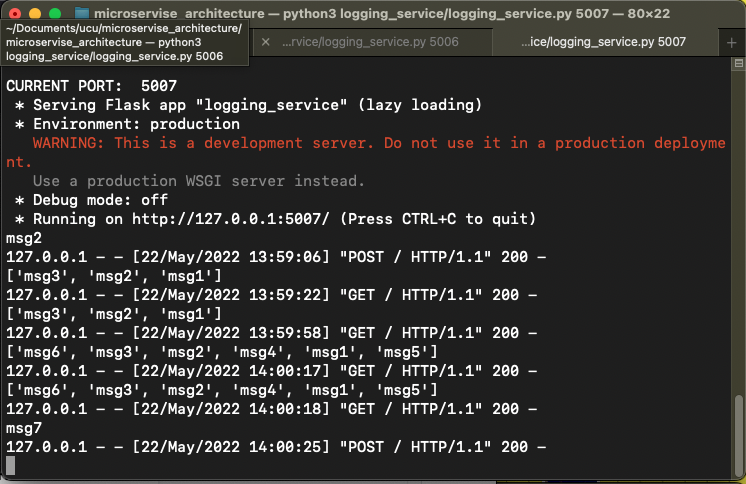 microservise_architecture — python3 logging_service/logging_service.py 5007 — 80×22
~/Documents/ucu/microservise_architecture/
microservise_architecture — python3
logging_service/logging_service.py 5006
...rvice/logging_service.py 5006
...ice/logging_service.py 5007
CURRENT PORT:  5007
 * Serving Flask app "logging_service" (lazy loading)
 * Environment: production
   WARNING: This is a development server. Do not use it in a production deployme
nt.
   Use a production WSGI server instead.
 * Debug mode: off
 * Running on http://127.0.0.1:5007/ (Press CTRL+C to quit)
msg2
127.0.0.1 - - [22/May/2022 13:59:06] "POST / HTTP/1.1" 200 -
['msg3', 'msg2', 'msg1']
127.0.0.1 - - [22/May/2022 13:59:22] "GET / HTTP/1.1" 200 -
['msg3', 'msg2', 'msg1']
127.0.0.1 - - [22/May/2022 13:59:58] "GET / HTTP/1.1" 200 -
['msg6', 'msg3', 'msg2', 'msg4', 'msg1', 'msg5']
127.0.0.1 - - [22/May/2022 14:00:17] "GET / HTTP/1.1" 200 -
['msg6', 'msg3', 'msg2', 'msg4', 'msg1', 'msg5']
127.0.0.1 - - [22/May/2022 14:00:18] "GET / HTTP/1.1" 200 -
msg7
127.0.0.1 - - [22/May/2022 14:00:25] "POST / HTTP/1.1" 200 -